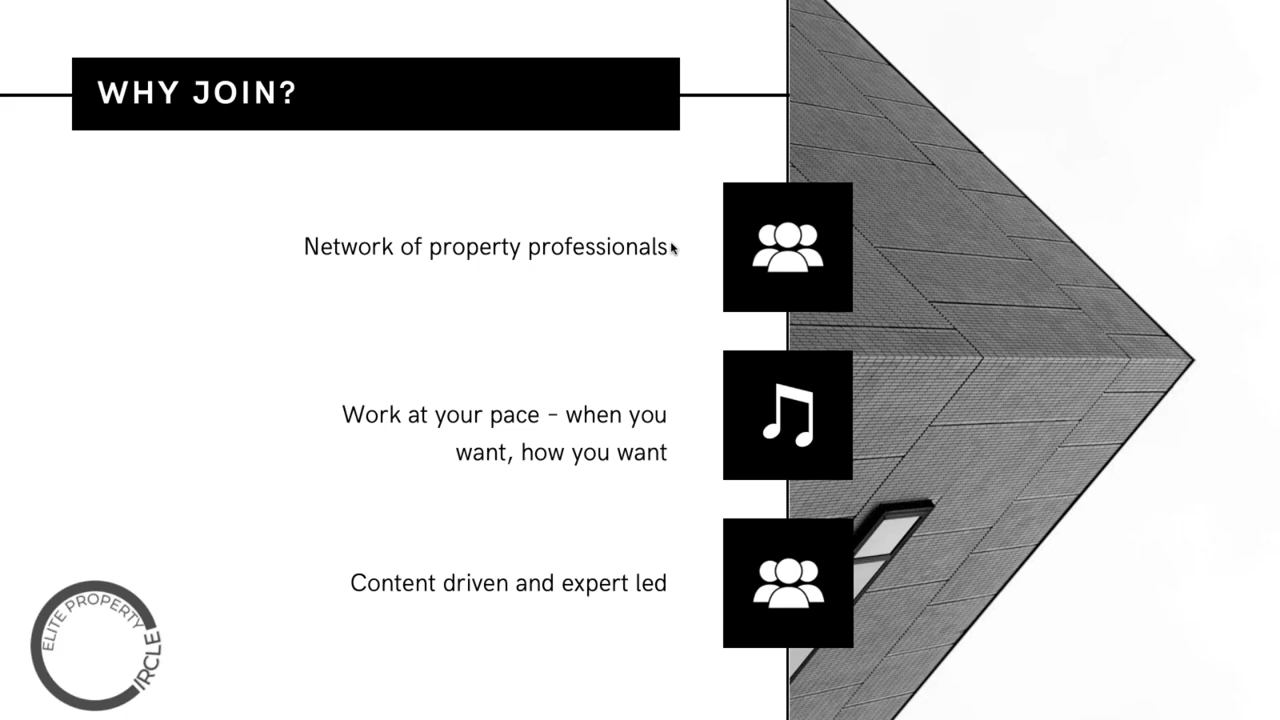 WHY JOIN?
Network of property professionals
Work at your pace – when you
want, how you want
Content driven and expert led
ELITE PROPERTY
IRCLE